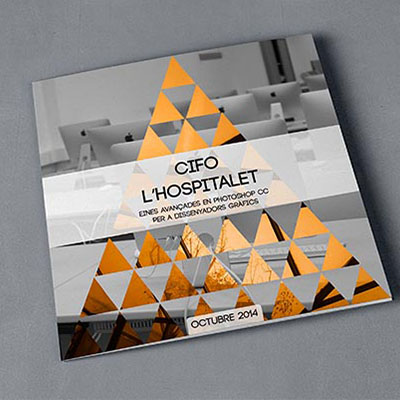 CIFO
L'HOSPITALET
EINES AVANÇADES EN PHOTOSHOP CC
PER A DISSENYADORS GRÀFICS
OCTUBRE 2014